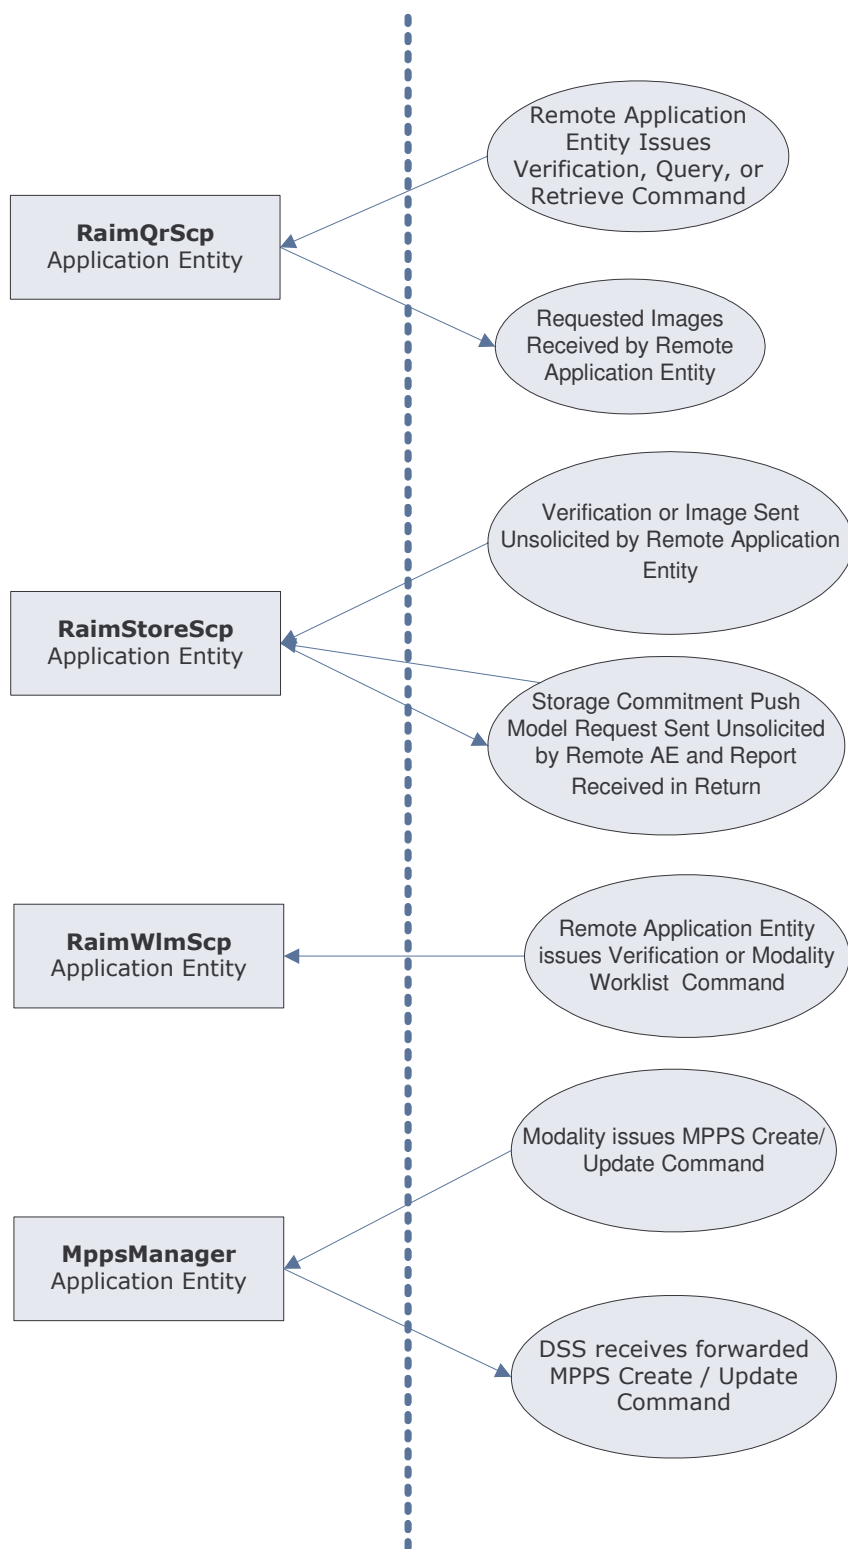 Remote Application
Entity Issues
Verification, Query, or
Retrieve Command
RaimQrScp
Application Entity
Requested Images
Received by Remote
Application Entity
Verification or Image Sent
Unsolicited by Remote Application
Entity
RaimStoreScp
Application Entity
Storage Commitment Push
Model Request Sent Unsolicited
by Remote AE and Report
Received in Return
RaimWlmScp
Application Entity
Remote Application Entity
issues Verification or Modality
Worklist  Command
Modality issues MPPS Create/
Update Command
MppsManager
Application Entity
DSS receives forwarded
MPPS Create / Update
Command